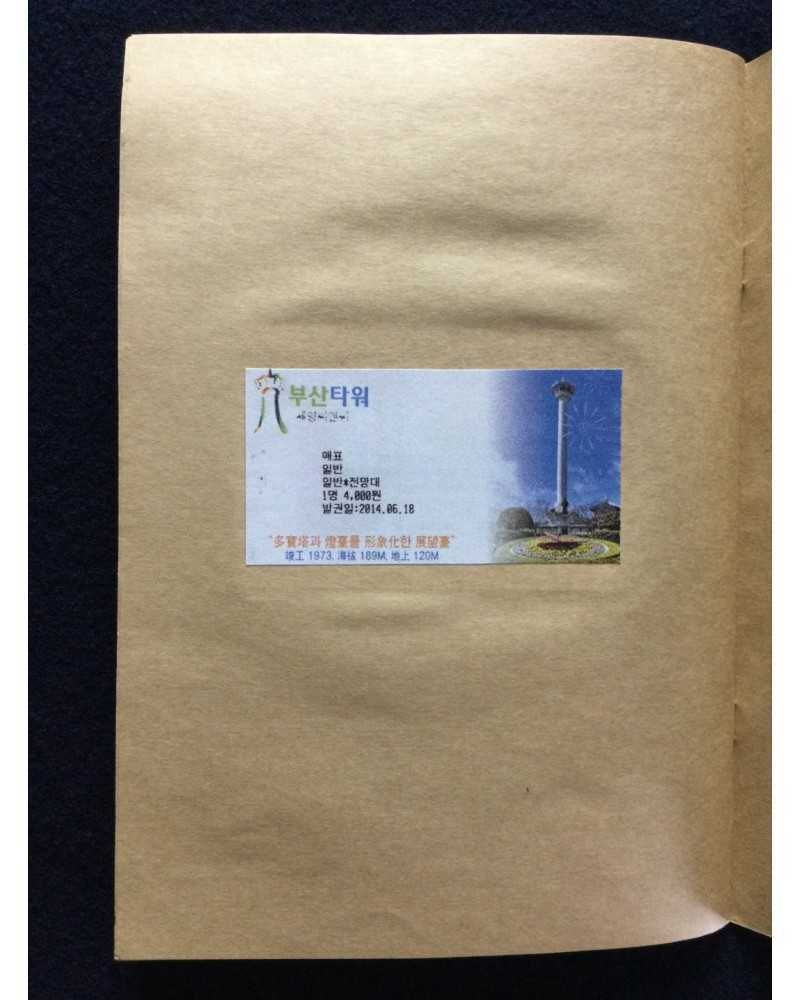 부산타워
매표
일반
일반*전망대
1명 4,000원
발권일:2014.06.18
"多寶塔과 燈臺를 形象化한 展望臺"
竣工 1973, 海拔 189M, 地上 120M